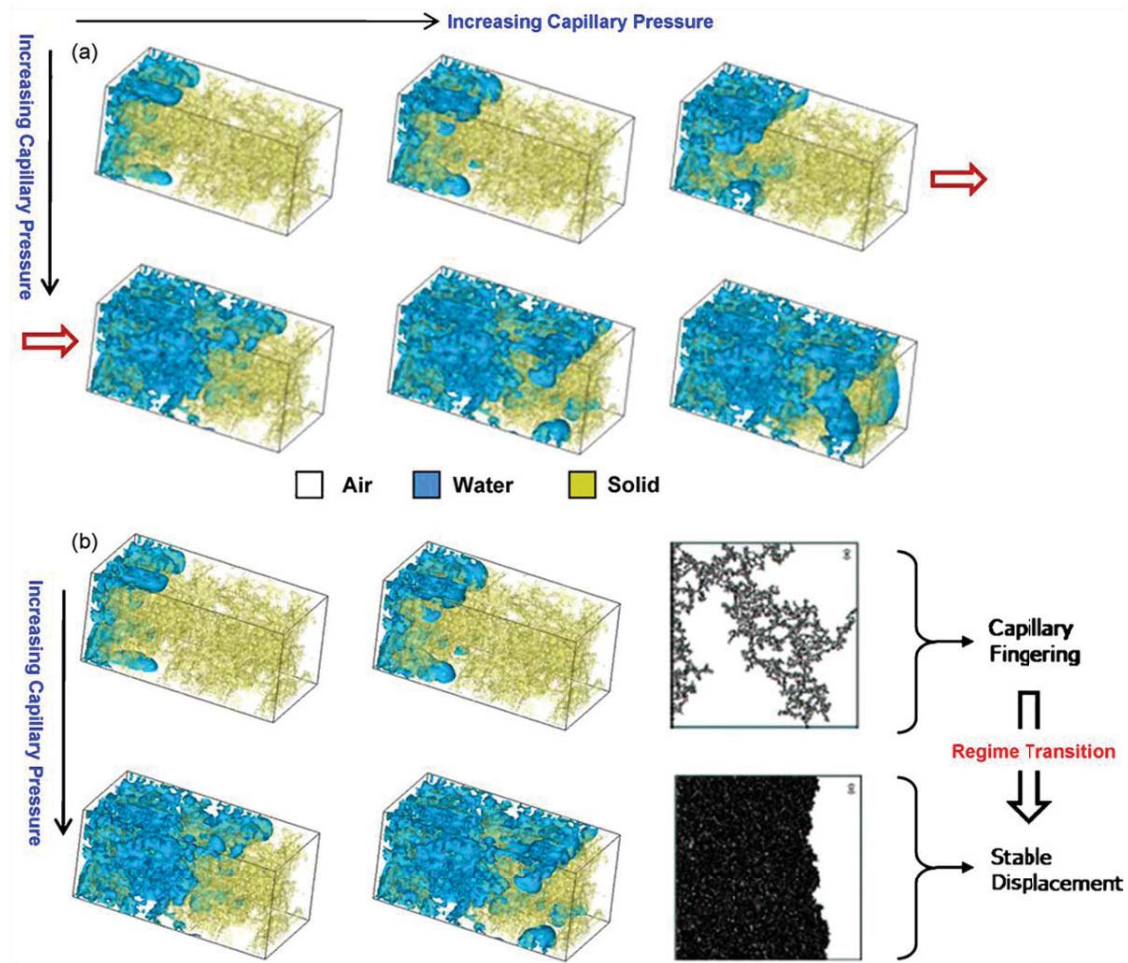 Increasing Capillary Pressure
(a)
Increasing Capillary Pressure
Air
Water
Solid
(b)
Increasing Capillary Pressure
Capillary
Fingering
Regime Transition
Stable
Displacement